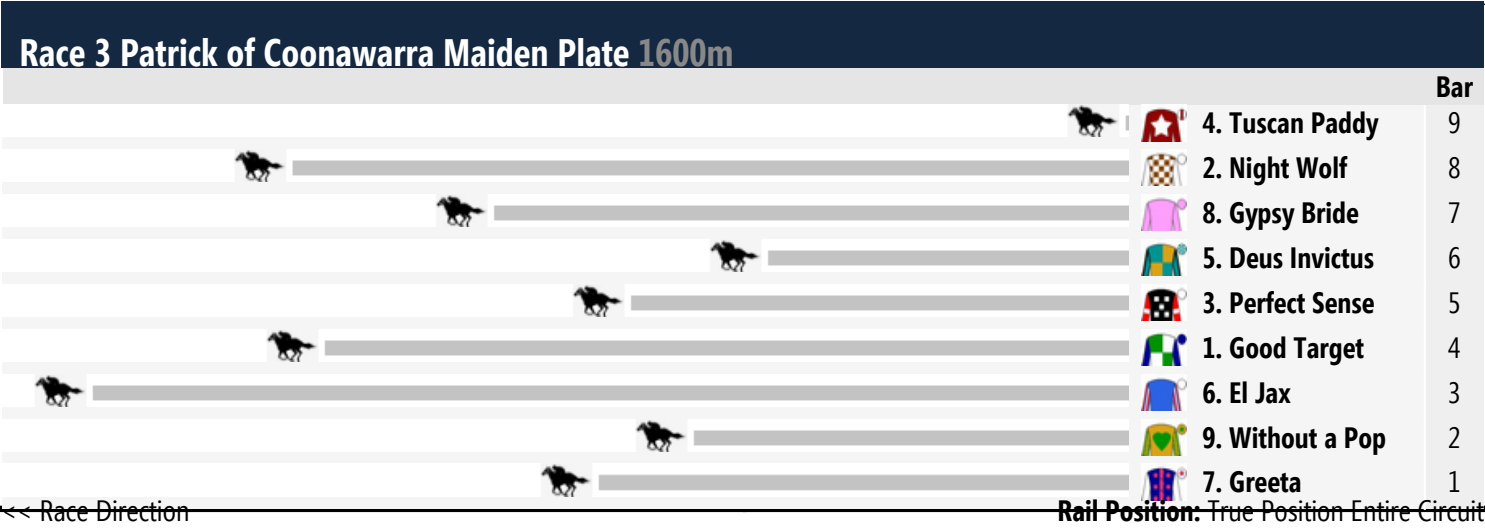 Race 3 Patrick of Coonawarra Maiden Plate 1600m
Bar
4. Tuscan Paddy 9
2. Night Wolf 8
8. Gypsy Bride 7
5. Deus Invictus 6
3. Perfect Sense 5
1. Good Target 4
6. El Jax 3
9. Without a Pop 2
7. Greeta 1
<< Race Direction Rail Position: True Position Entire Circuit